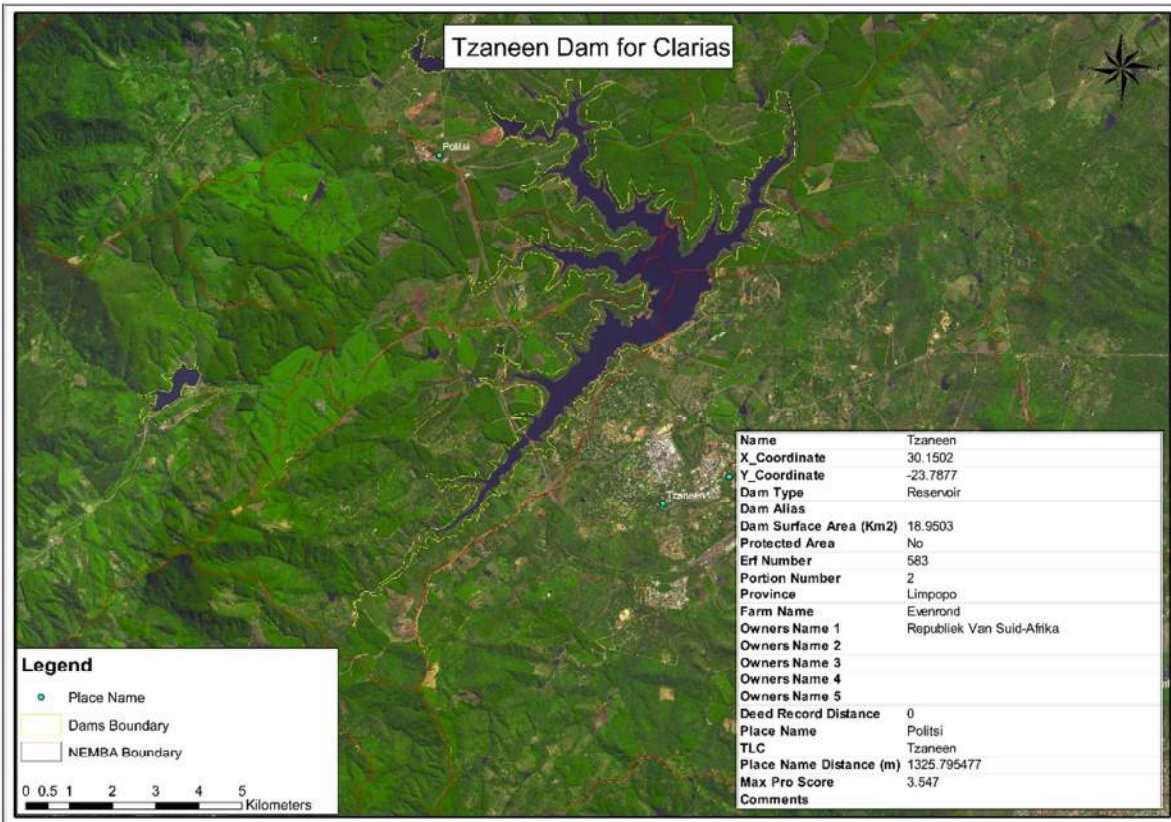 Tzaneen Dam for Clarias
Politsi
Tzaneen
Name Tzaneen
X_Coordinate 30.1502
Y_Coordinate -23.7877
Dam Type Reservoir
Dam Alias
Dam Surface Area (Km2) 18.9503
Protected Area No
Erf Number 583
Portion Number 2
Province Limpopo
Farm Name Evenrond
Owners Name 1 Republiek Van Suid-Afrika
Owners Name 2
Owners Name 3
Owners Name 4
Owners Name 5
Deed Record Distance 0
Place Name Politsi
TLC Tzaneen
Place Name Distance (m) 1325.795477
Max Pro Score 3.547
Comments
Legend
Place Name
Dams Boundary
NEMBA Boundary
0 0.5 1 2 3 4 5
Kilometers